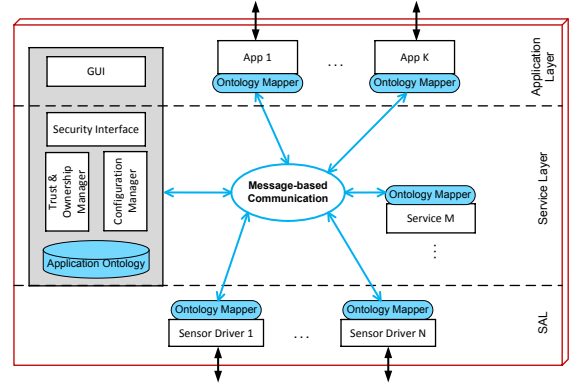 App 1
Ontology Mapper
. . .
App K
Ontology Mapper
Application
Layer
GUI
Security Interface
Trust &
Ownership
Manager
Configuration
Manager
Application Ontology
Message-based
Communication
Ontology Mapper
Service M
. . .
Service Layer
Ontology Mapper
Sensor Driver 1
. . .
Ontology Mapper
Sensor Driver N
SAL